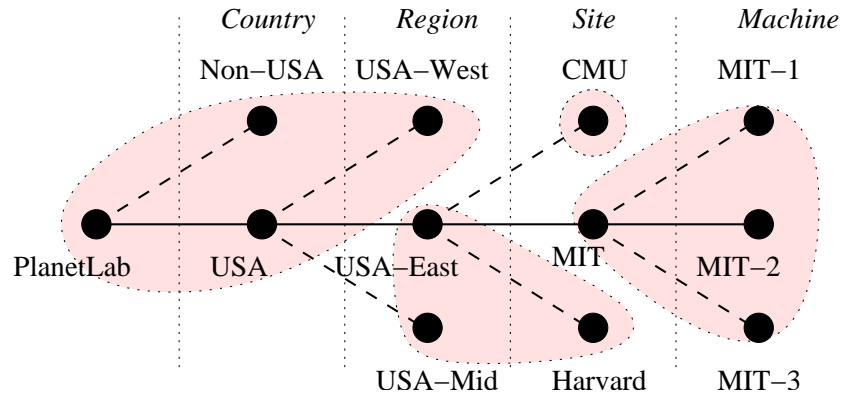 Country Region Site Machine
Non−USA USA−West CMU MIT−1
PlanetLab USA USA−East MIT MIT−2
USA−Mid Harvard MIT−3